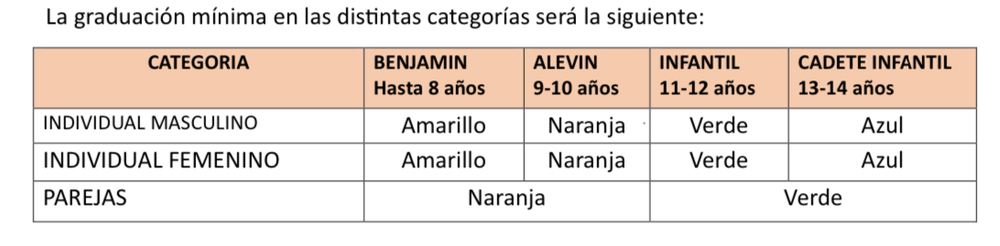 La graduación mínima en las distintas categorías será la siguiente:
CATEGORIA BENJAMIN ALEVIN INFANTIL CADETE INFANTIL
Hasta 8 años 9-10 años 11-12 años 13-14 años
INDIVIDUAL MASCULINO Amarillo Naranja Verde Azul
INDIVIDUAL FEMENINO Amarillo Naranja Verde Azul
PAREJAS Naranja Verde